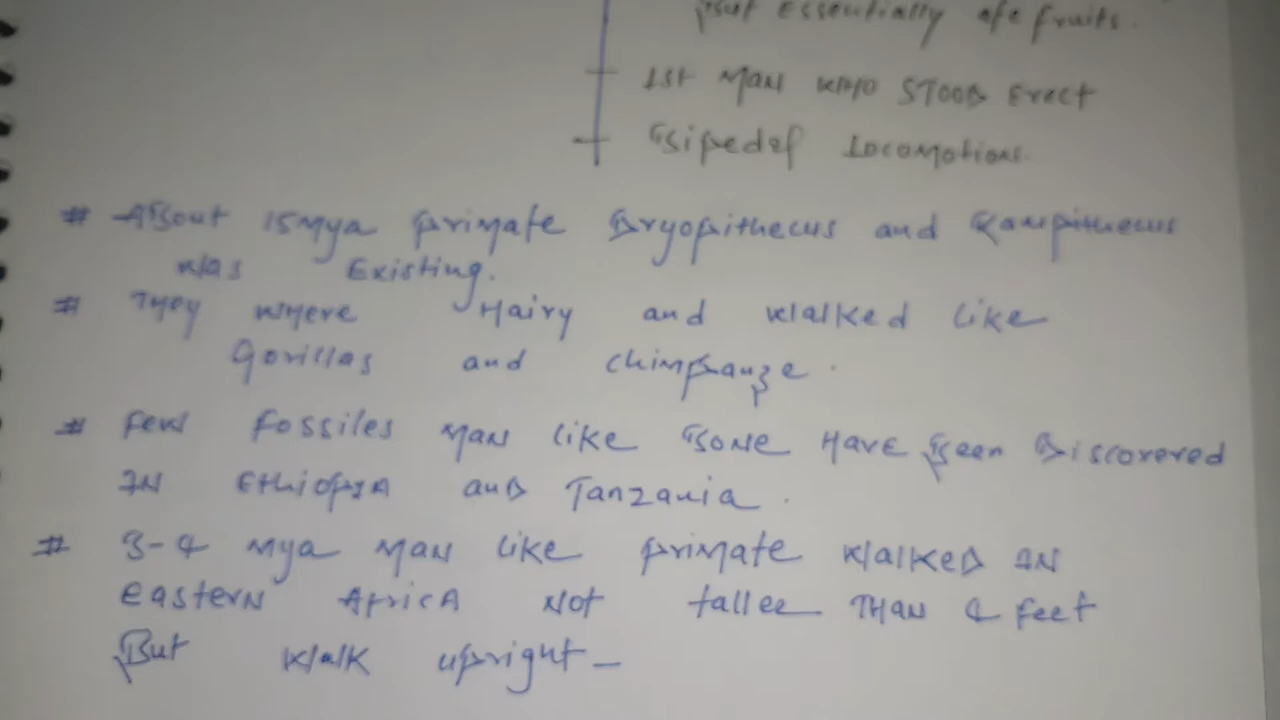 But Essentially ate fruits.
1st Man who STOOD Erect
Bipedal Locomotion.
# About 15mya primate Dryopithecus and Ramapithecus
was Existing.
# They where Hairy and walked like
Gorillas and chimpanze.
# Few Fossiles Man like Bone Have Been Discovered
IN Ethiopia and Tanzania.
# 3-4 mya Man like primate walked IN
Eastern Africa Not taller THAN 4 feet
But walk upright-